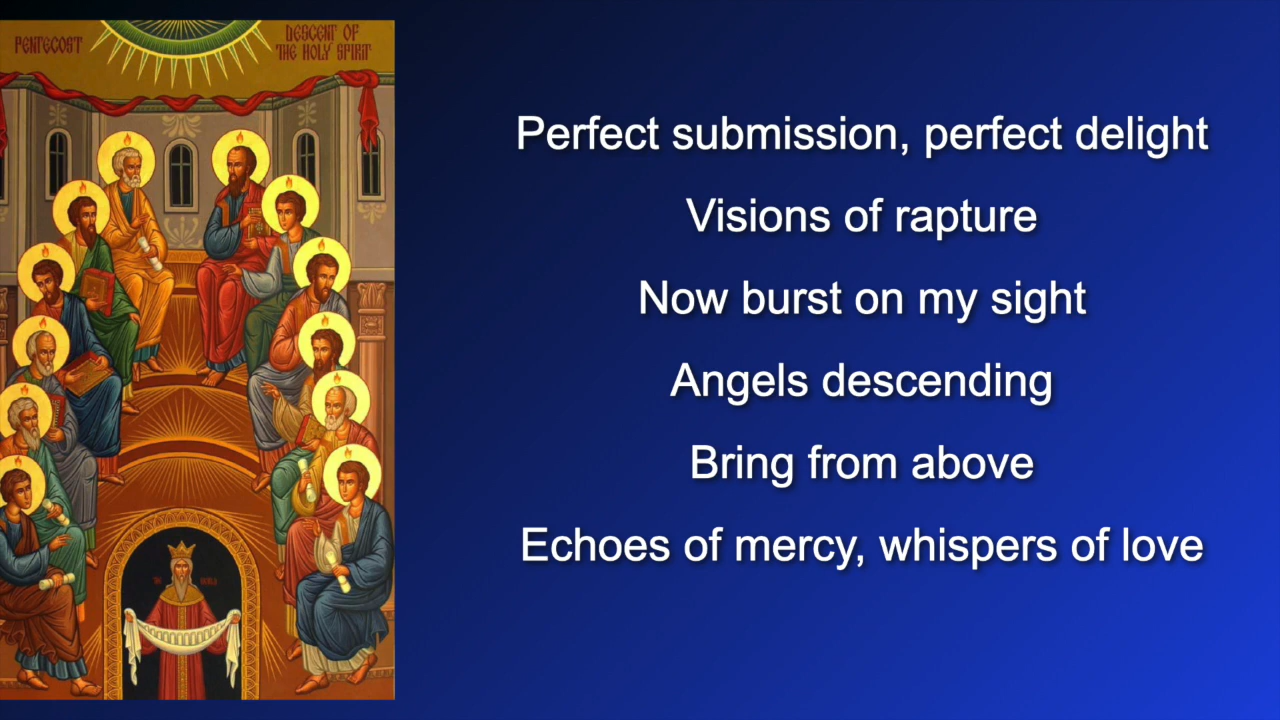 PENTECOST
DESCENT OF
THE HOLY SPIRIT
Perfect submission, perfect delight
Visions of rapture
Now burst on my sight
Angels descending
Bring from above
Echoes of mercy, whispers of love